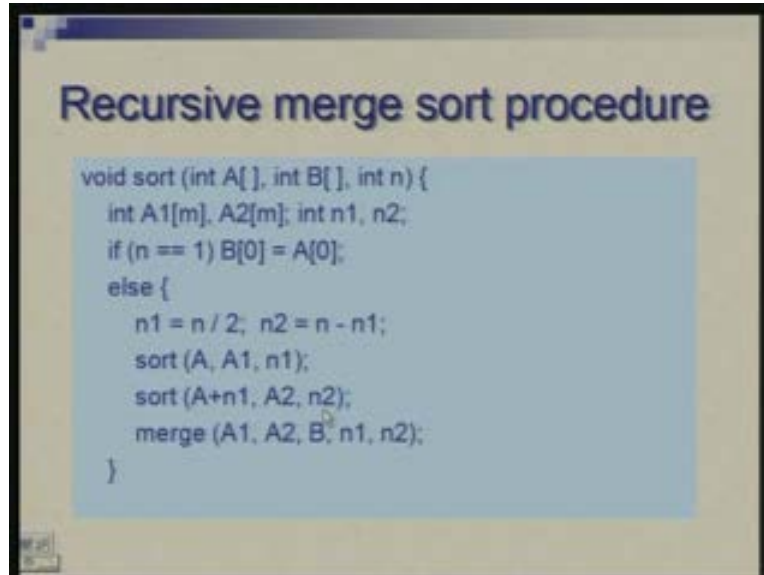 Recursive merge sort procedure
void sort (int A[ ], int B[ ], int n) {
int A1[m], A2[m]; int n1, n2;
if (n == 1) B[0] = A[0];
else {
n1 = n / 2; n2 = n - n1;
sort (A, A1, n1);
sort (A+n1, A2, n2);
merge (A1, A2, B, n1, n2);
}